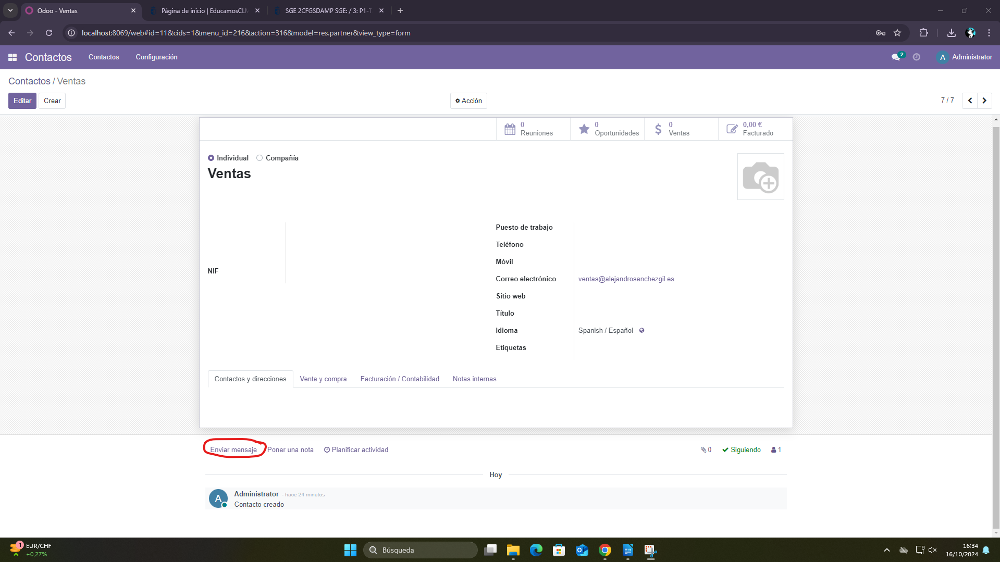 Odoo - Ventas
Página de inicio | EducamosCLM
SGE 2CFGSDAMP SGE: / 3: P1-T
localhost:8069/web#id=11&cids=1&menu_id=216&action=316&model=res.partner&view_type=form
Contactos Contactos Configuración 2 A Administrator
Contactos / Ventas
Editar Crear Acción 7 / 7
0 Reuniones
0 Oportunidades
0 Ventas
0,00 € Facturado
Individual Compañía
Ventas
NIF
Puesto de trabajo
Teléfono
Móvil
Correo electrónico ventas@alejandrosanchezgil.es
Sitio web
Título
Idioma Spanish / Español
Etiquetas
Contactos y direcciones Venta y compra Facturación / Contabilidad Notas internas
Enviar mensaje Poner una nota Planificar actividad 0 Siguiendo 1
Hoy
A Administrator - hace 24 minutos
Contacto creado
1 EUR/CHF
+0,27%
Búsqueda
16:34
16/10/2024